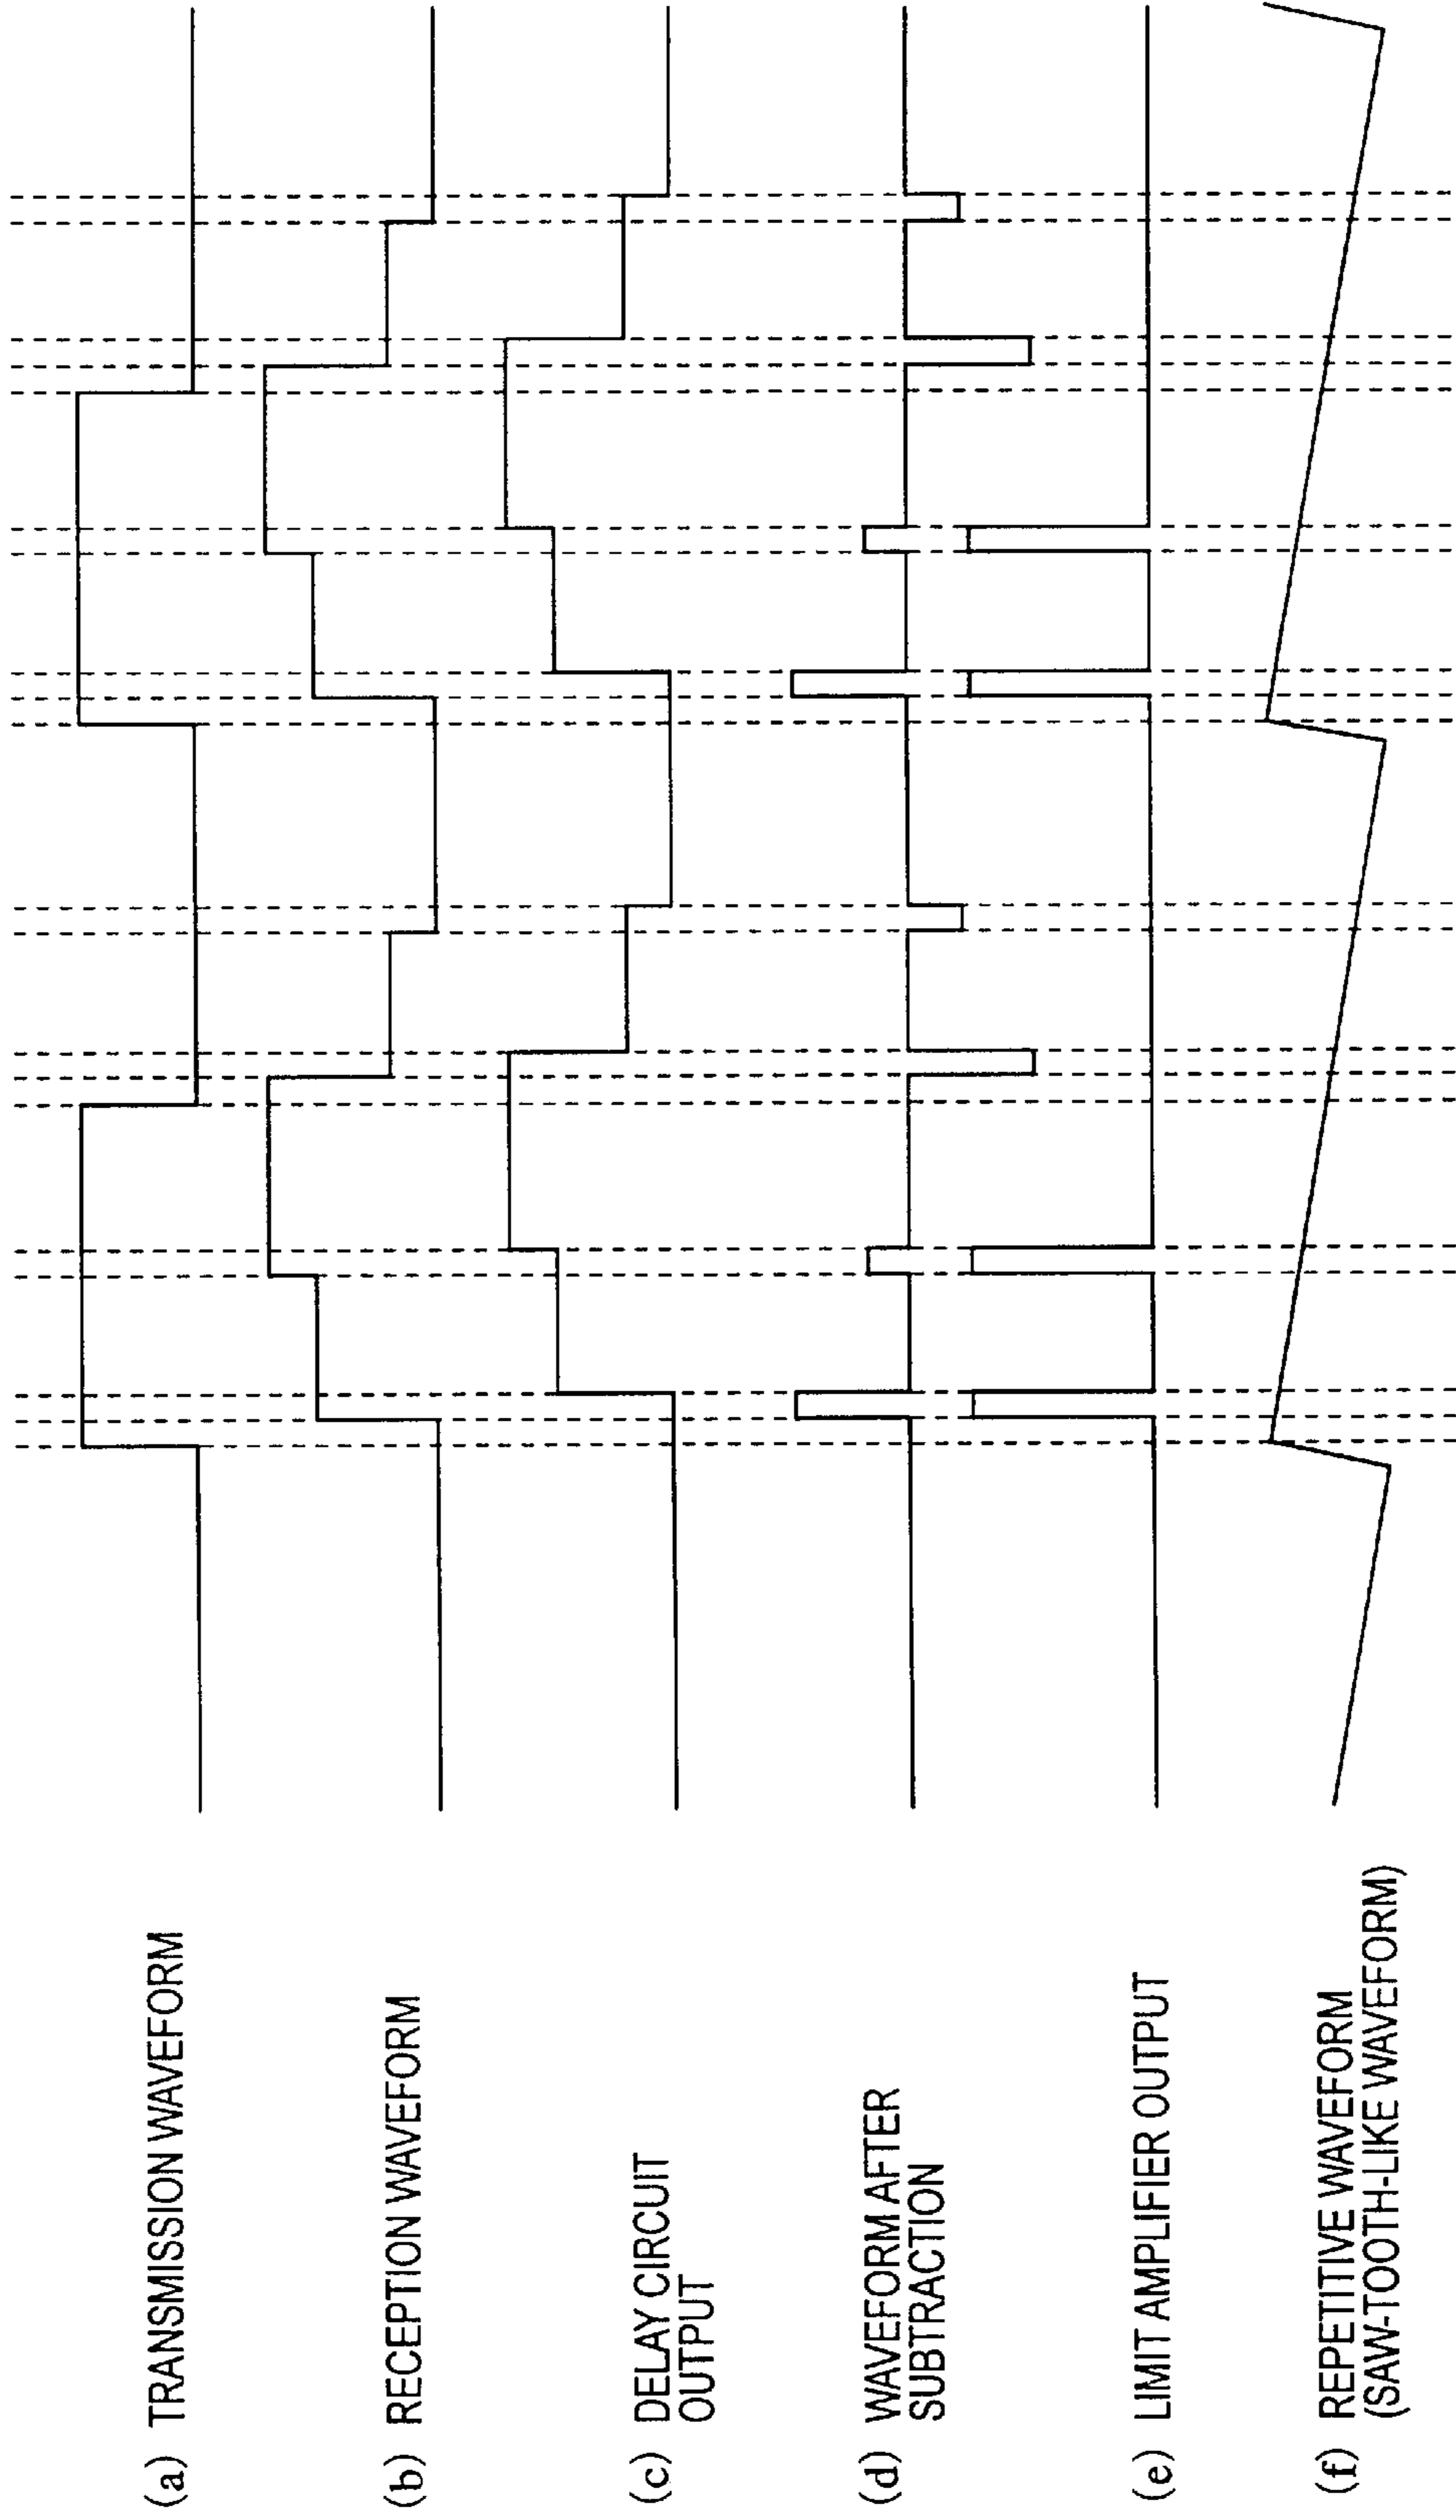 (a) TRANSMISSION WAVEFORM
(b) RECEPTION WAVEFORM
(c) DELAY CIRCUIT
OUTPUT
(d) WAVEFORM AFTER
SUBTRACTION
(e) LIMIT AMPLIFIER OUTPUT
(f) REPETITIVE WAVEFORM
(SAW-TOOTH-LIKE WAVEFORM)